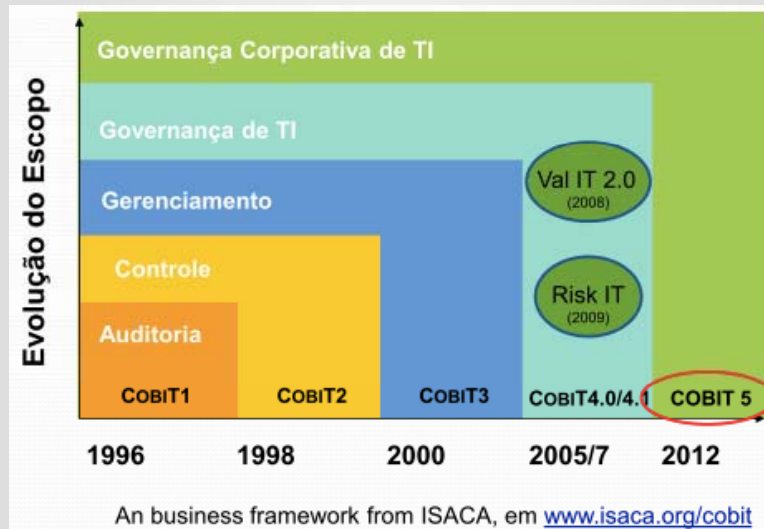 Evolução do Escopo
Governança Corporativa de TI
Governança de TI
Gerenciamento
Controle
Auditoria
Val IT 2.0
(2008)
Risk IT
(2009)
COBIT1
COBIT2
COBIT3
COBIT4.0/4.1
COBIT 5
1996
1998
2000
2005/7
2012
An business framework from ISACA, em www.isaca.org/cobit